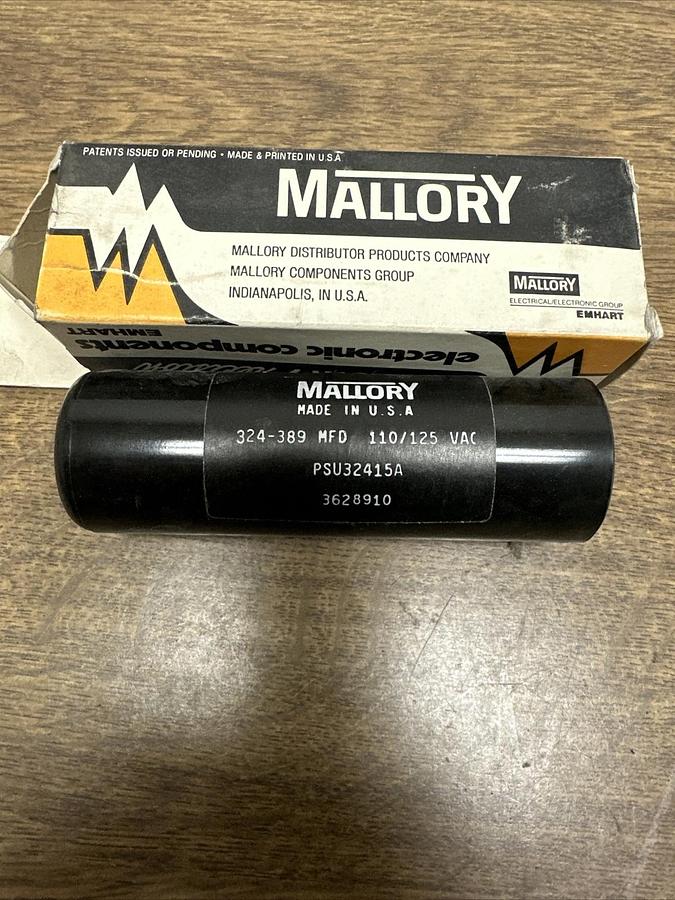 PATENTS ISSUED OR PENDING • MADE & PRINTED IN U.S.A
MALLORY
MALLORY DISTRIBUTOR PRODUCTS COMPANY
MALLORY COMPONENTS GROUP
INDIANAPOLIS, IN U.S.A.
MALLORY
ELECTRICAL/ELECTRONIC GROUP
EMHART
EMHART
electronic components
MALLORY
MADE IN U.S.A
324-389 MFD 110/125 VAC
PSU32415A
3628910